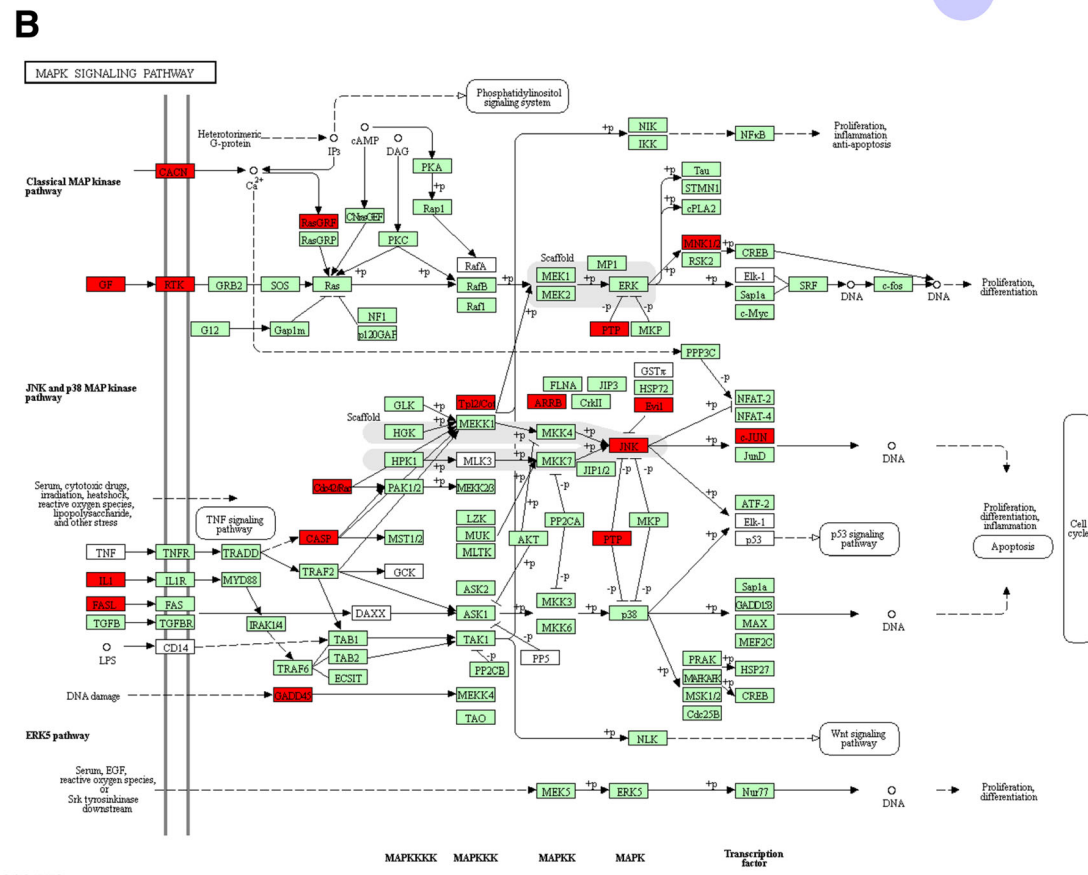 B
MAPK SIGNALING PATHWAY
Phosphatidylinositol
signaling system
Heterotorimeric
G-protein
IP3
cAMP
DAG
Ca2+
CACN
Classical MAP kinase
pathway
PKA
+p
Rap1
RasGRF
CNrasGEF
RasGRP
PKC
NIK
IKK
+p
NFκB
Proliferation,
inflammation
anti-apoptosis
Tau
STMN1
cPLA2
+p
+p
MNK1/2
RSK2
+p
+p
CREB
GF
RTK
GRB2
SOS
Ras
+p
+p
RafA
RafB
Raf1
+p
Scaffold
MEK1
MEK2
+p
MP1
ERK
+p
Elk-1
Sap1a
c-Myc
SRF
DNA
c-fos
DNA
Proliferation,
differentiation
G12
Gap1m
NF1
p120GAP
+p
-p
-p
PTP
MKP
PPP3C
-p
JNK and p38 MAP kinase
pathway
Scaffold
GLK
HGK
HPK1
+p
+p
+p
Tpl2/Cot
MEKK1
MLK3
+p
+p
+p
FLNA
JIP3
ARRB
CrkII
GSTπ
HSP72
Evi1
MKK4
MKK7
+p
+p
JNK
JIP1/2
NFAT-2
NFAT-4
+p
+p
c-JUN
JunD
DNA
Cdc42/Rac
PAK1/2
+p
MEKK2/3
Serum, cytotoxic drugs,
irradiation, heatshock,
reactive oxygen species,
lipopolysaccharide,
and other stress
TNF signaling
pathway
CASP
MST1/2
LZK
MUK
MLTK
+p
-p
-p
-p
AKT
PP2CA
PTP
MKP
+p
ATF-2
Elk-1
p53
p53 signaling
pathway
Proliferation,
differentiation,
inflammation
Apoptosis
Cell
cycle
TNF
TNFR
TRADD
TRAF2
GCK
IL1
IL1R
MYD88
FASL
FAS
TGFB
TGFBR
IRAK1/4
DAXX
ASK2
ASK1
-p
+p
-p
MKK3
MKK6
+p
-p
-p
p38
+p
Sap1a
GADD153
MAX
MEF2C
DNA
LPS
CD14
TAB1
TAB2
ECSIT
TRAF6
TAK1
-p
PP2CB
-p
PP5
+p
PRAK
MAPKAPK
MSK1/2
Cdc25B
+p
+p
HSP27
CREB
DNA damage
GADD45
MEKK4
TAO
ERK5 pathway
+p
NLK
Wnt signaling
pathway
Serum, EGF,
reactive oxygen species,
or
Srk tyrosinkinase
downstream
MEK5
+p
ERK5
+p
Nur77
DNA
Proliferation,
differentiation
MAPKKKK
MAPKKK
MAPKK
MAPK
Transcription
factor